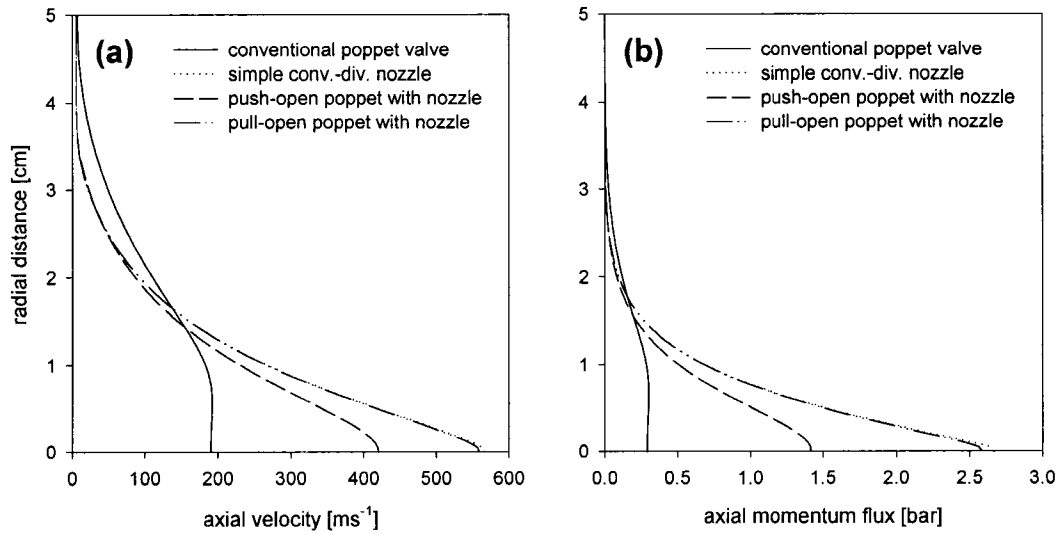 (a)
conventional poppet valve
simple conv.-div. nozzle
push-open poppet with nozzle
pull-open poppet with nozzle
5
4
3
2
1
0
radial distance [cm]
0 100 200 300 400 500 600
axial velocity [ms⁻¹]
(b)
conventional poppet valve
simple conv.-div. nozzle
push-open poppet with nozzle
pull-open poppet with nozzle
5
4
3
2
1
0
0.0 0.5 1.0 1.5 2.0 2.5 3.0
axial momentum flux [bar]